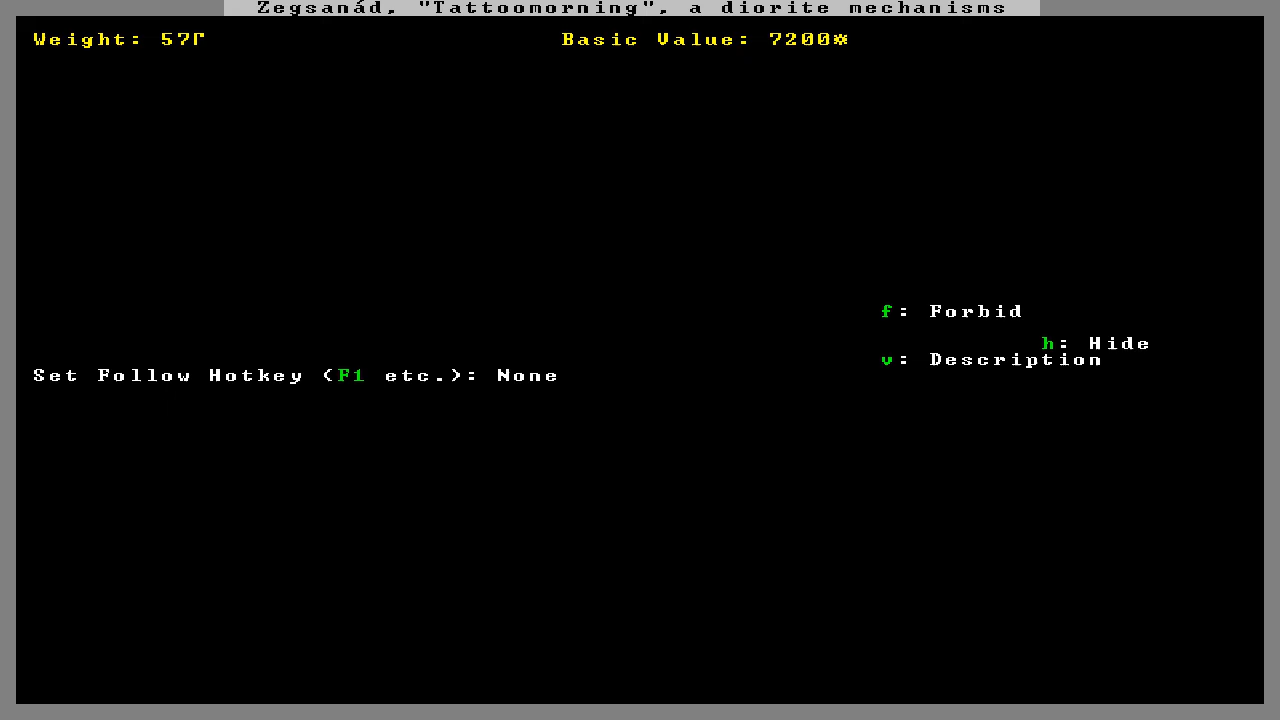 Zegsanád, "Tattoomorning", a diorite mechanisms
Weight: 57Γ Basic Value: 7200☼
f: Forbid
h: Hide
v: Description
Set Follow Hotkey (F1 etc.): None